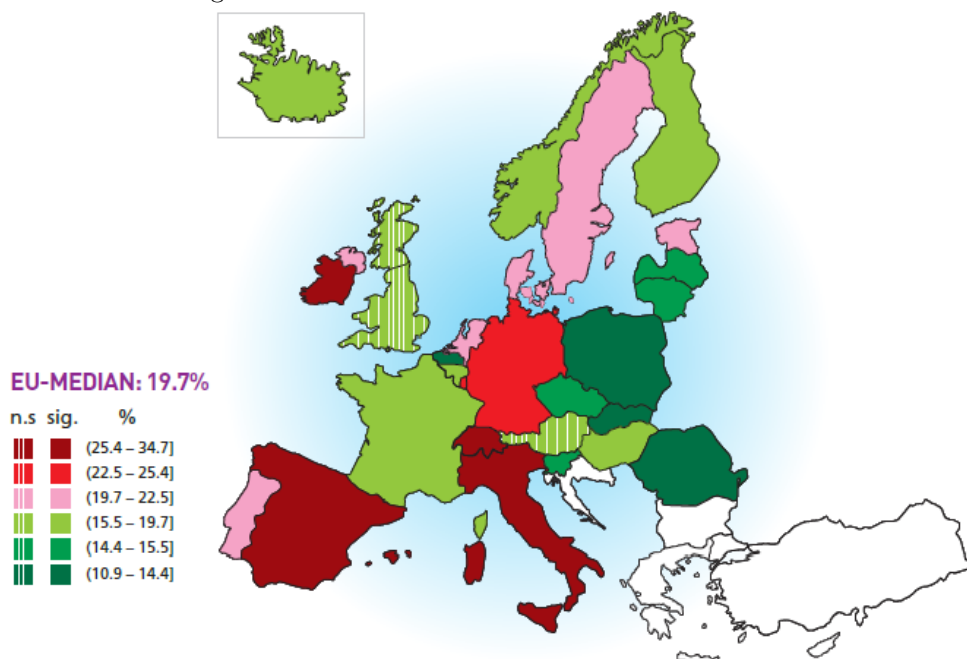 EU-MEDIAN: 19.7%
n.s sig. %
(25.4 – 34.7]
(22.5 – 25.4]
(19.7 – 22.5]
(15.5 – 19.7]
(14.4 – 15.5]
(10.9 – 14.4]